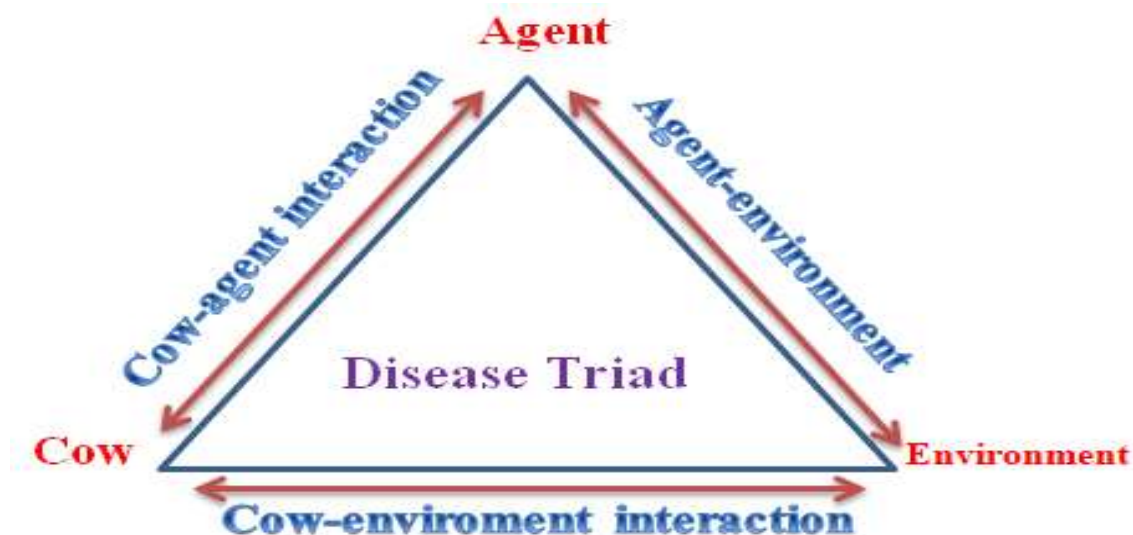 Agent
Cow-agent interaction
Agent-environment
Disease Triad
Cow
Environment
Cow-enviroment interaction